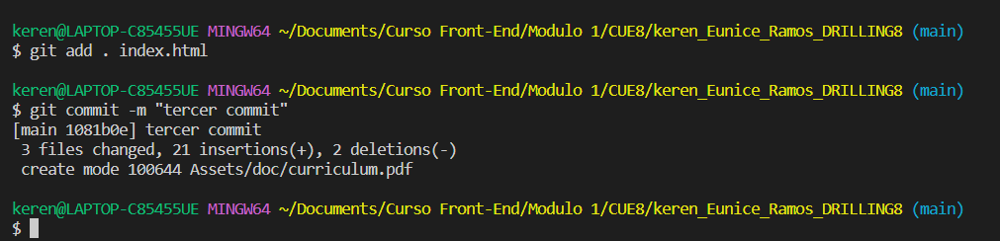 keren@LAPTOP-C85455UE MINGW64 ~/Documents/Curso Front-End/Modulo 1/CUE8/keren_Eunice_Ramos_DRILLING8 (main)
$ git add . index.html
keren@LAPTOP-C85455UE MINGW64 ~/Documents/Curso Front-End/Modulo 1/CUE8/keren_Eunice_Ramos_DRILLING8 (main)
$ git commit -m "tercer commit"
[main 1081b0e] tercer commit
 3 files changed, 21 insertions(+), 2 deletions(-)
 create mode 100644 Assets/doc/curriculum.pdf
keren@LAPTOP-C85455UE MINGW64 ~/Documents/Curso Front-End/Modulo 1/CUE8/keren_Eunice_Ramos_DRILLING8 (main)
$